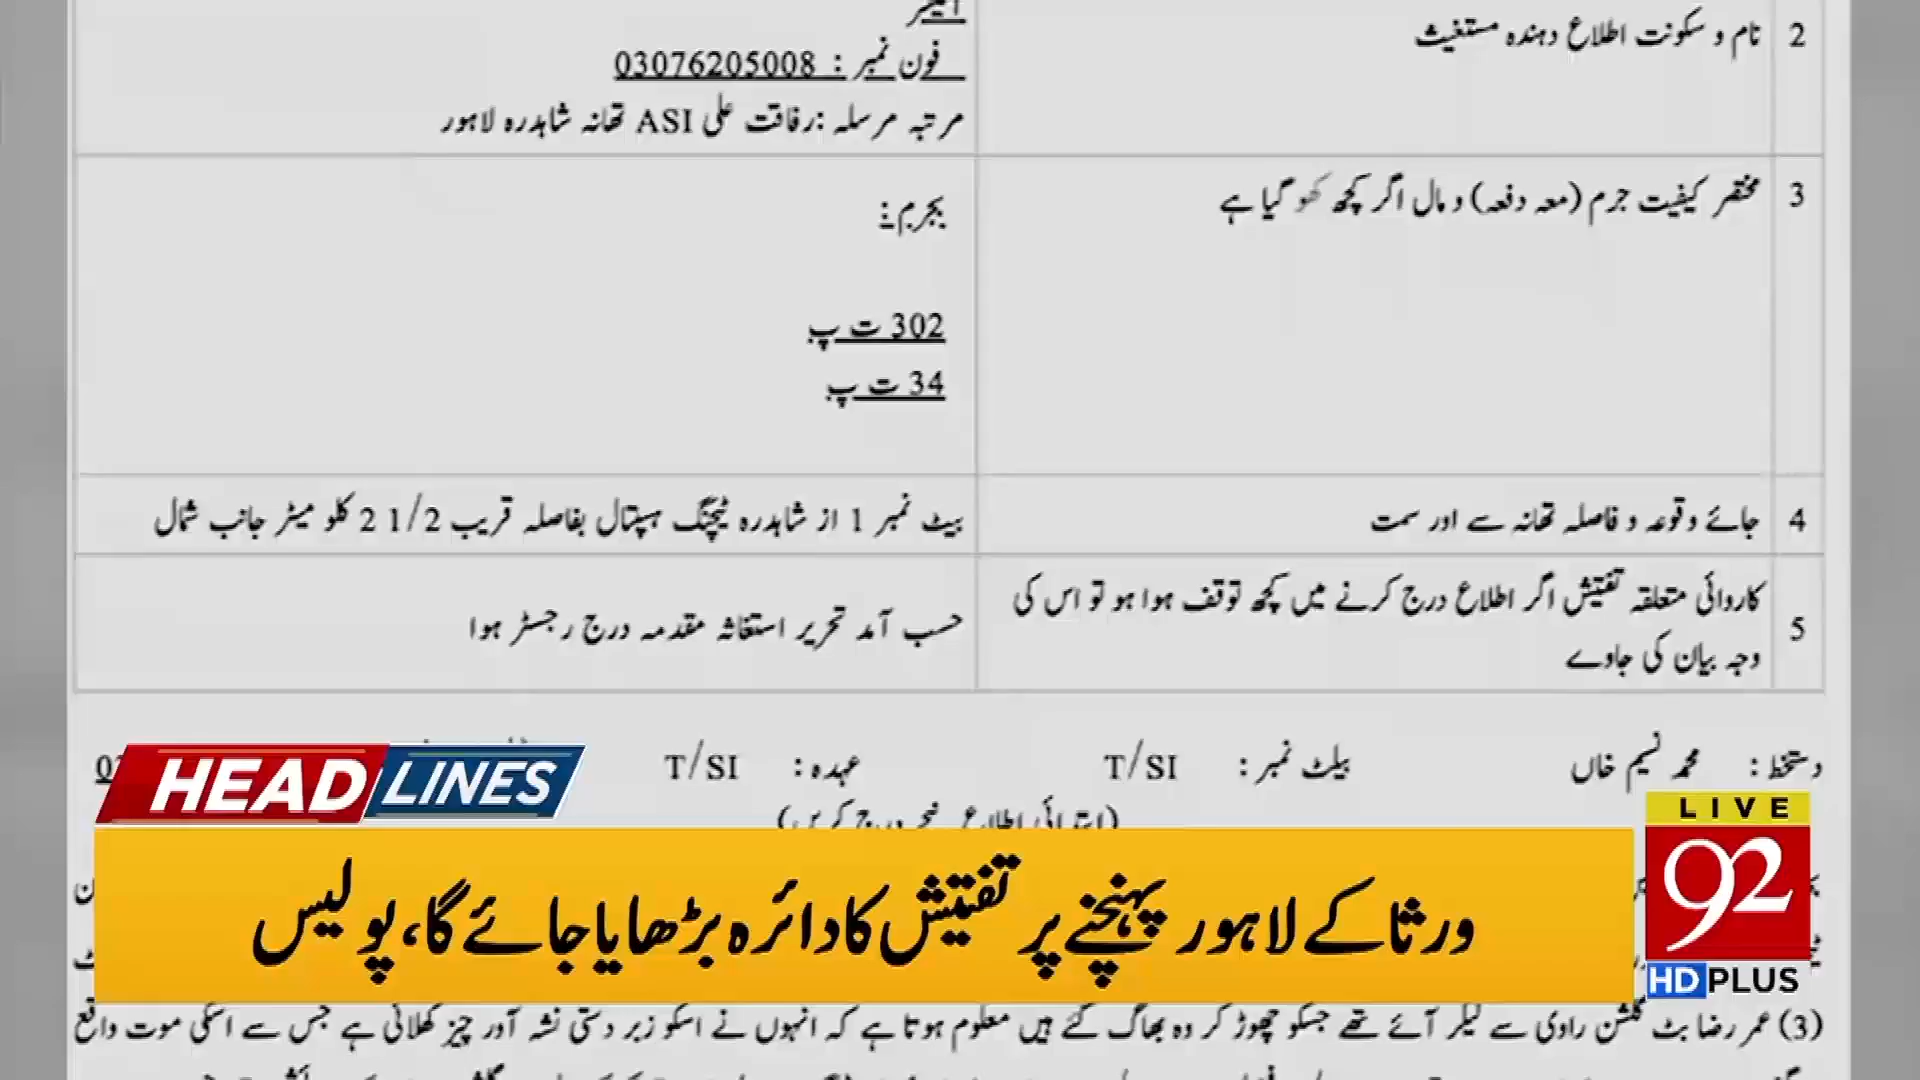 2 نام و سکونت اطلاع دہندہ مستغیث
فون نمبر : 03076205008
مرتبہ مرسلہ :رفاقت علی ASI تھانہ شاہدرہ لاہور
3 مختصر کیفیت جرم (معہ دفعہ) و مال اگر کچھ کھو گیا ہے
بجرم:
302 ت پ
34 ت پ
4 جائے وقوعہ و فاصلہ تھانہ سے اور سمت
بیٹ نمبر 1 از شاہدرہ ٹیچنگ ہسپتال بفاصلہ قریب 2 1/2 کلو میٹر جانب شمال
5 کاروائی متعلقہ تفتیش اگر اطلاع درج کرنے میں کچھ توقف ہوا ہو تو اس کی
وجہ بیان کی جاوے
حسب آمد تحریر استغاثہ مقدمہ درج رجسٹر ہوا
دستخط : محمد نسیم خاں بیلٹ نمبر : T/SI عہدہ : T/SI
HEADLINES
(ابتدائی اطلاع نیچے درج کریں)
LIVE
92
HD PLUS
ورثا کے لاہور پہنچنے پر تفتیش کا دائرہ بڑھایا جائے گا، پولیس
(3) عمر رضا بٹ گلشن راوی سے لیکر آئے تھے جسکو چھوڑ کر وہ بھاگ گئے ہیں معلوم ہوتا ہے کہ انہوں نے اسکو زبردستی نشہ آور چیز کھلائی ہے جس سے اسکی موت واقع